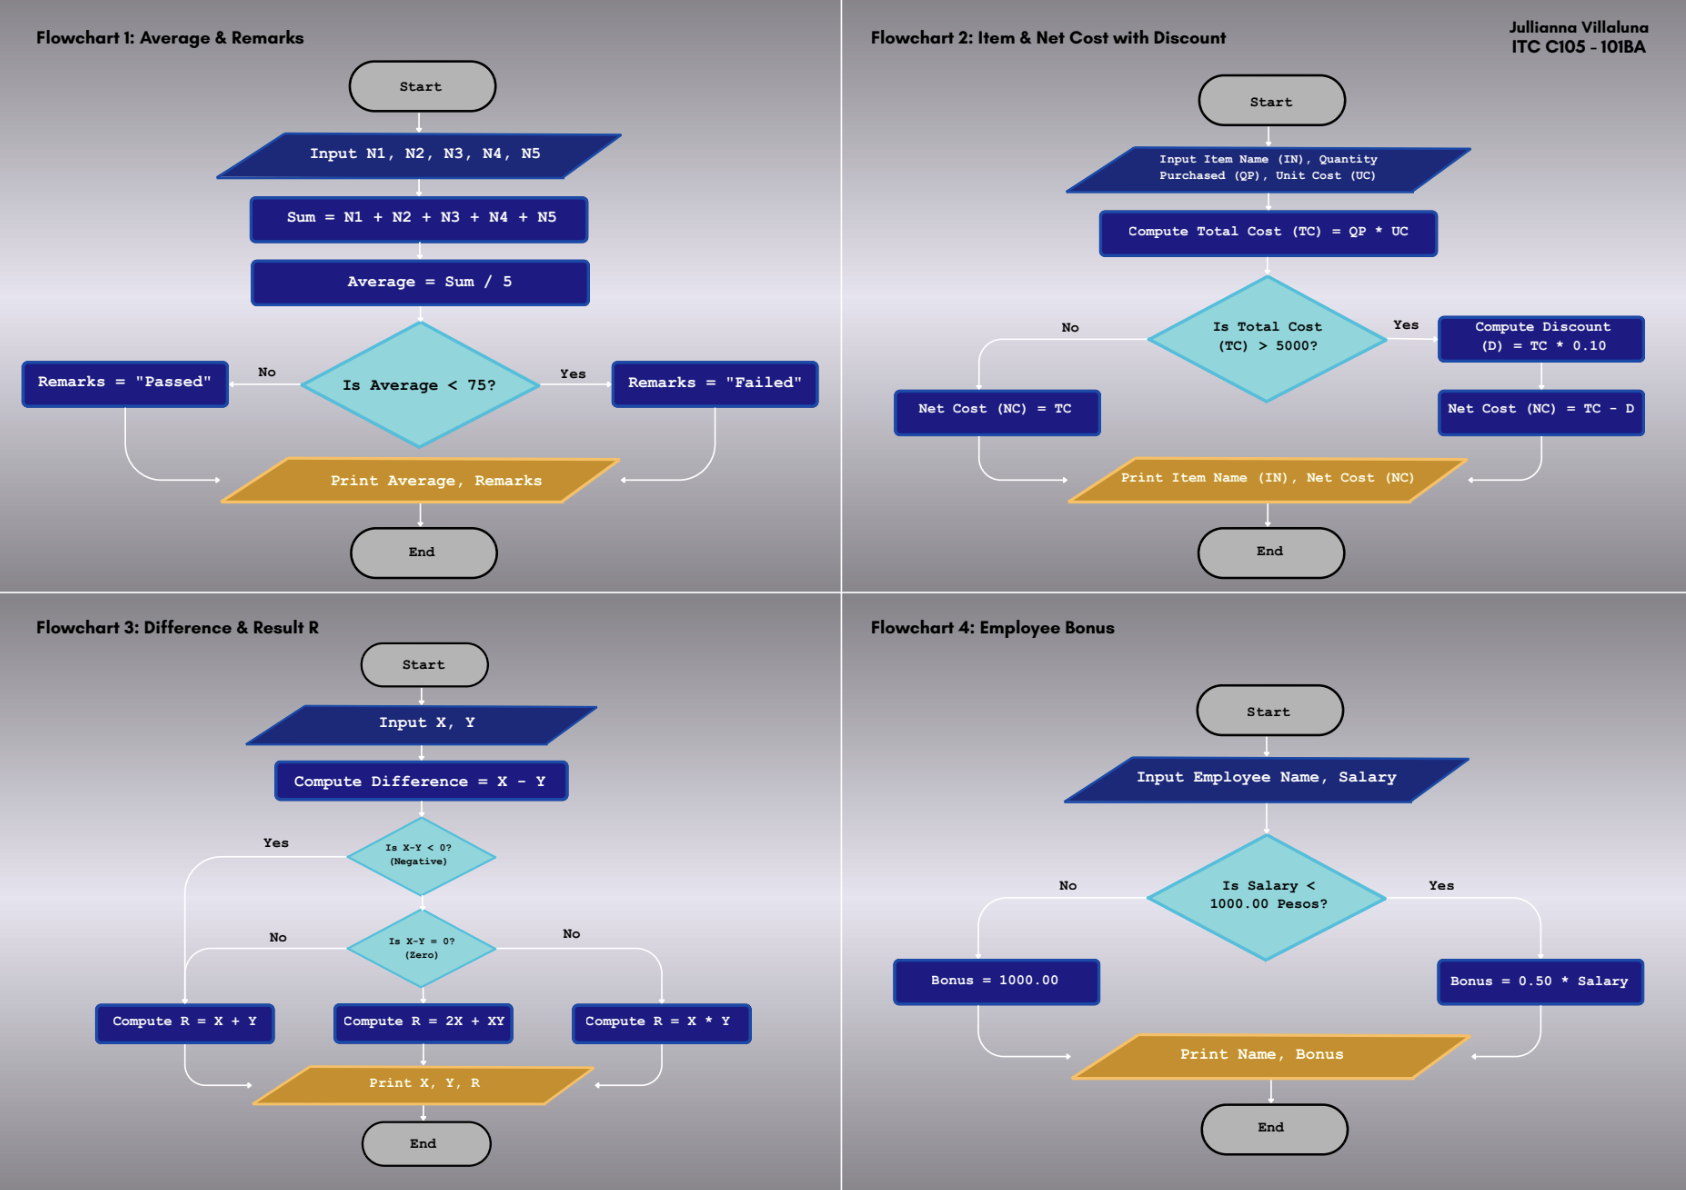 Flowchart 1: Average & Remarks
Start
Input N1, N2, N3, N4, N5
Sum = N1 + N2 + N3 + N4 + N5
Average = Sum / 5
Is Average < 75?
No
Yes
Remarks = "Passed"
Remarks = "Failed"
Print Average, Remarks
End
Flowchart 2: Item & Net Cost with Discount
Jullianna Villaluna
ITC C105 - 101BA
Start
Input Item Name (IN), Quantity
Purchased (QP), Unit Cost (UC)
Compute Total Cost (TC) = QP * UC
Is Total Cost
(TC) > 5000?
No
Yes
Compute Discount
(D) = TC * 0.10
Net Cost (NC) = TC
Net Cost (NC) = TC - D
Print Item Name (IN), Net Cost (NC)
End
Flowchart 3: Difference & Result R
Start
Input X, Y
Compute Difference = X - Y
Yes
Is X-Y < 0?
(Negative)
No
Is X-Y = 0?
(Zero)
No
Compute R = X + Y
Compute R = 2X + XY
Compute R = X * Y
Print X, Y, R
End
Flowchart 4: Employee Bonus
Start
Input Employee Name, Salary
No
Is Salary <
1000.00 Pesos?
Yes
Bonus = 1000.00
Bonus = 0.50 * Salary
Print Name, Bonus
End